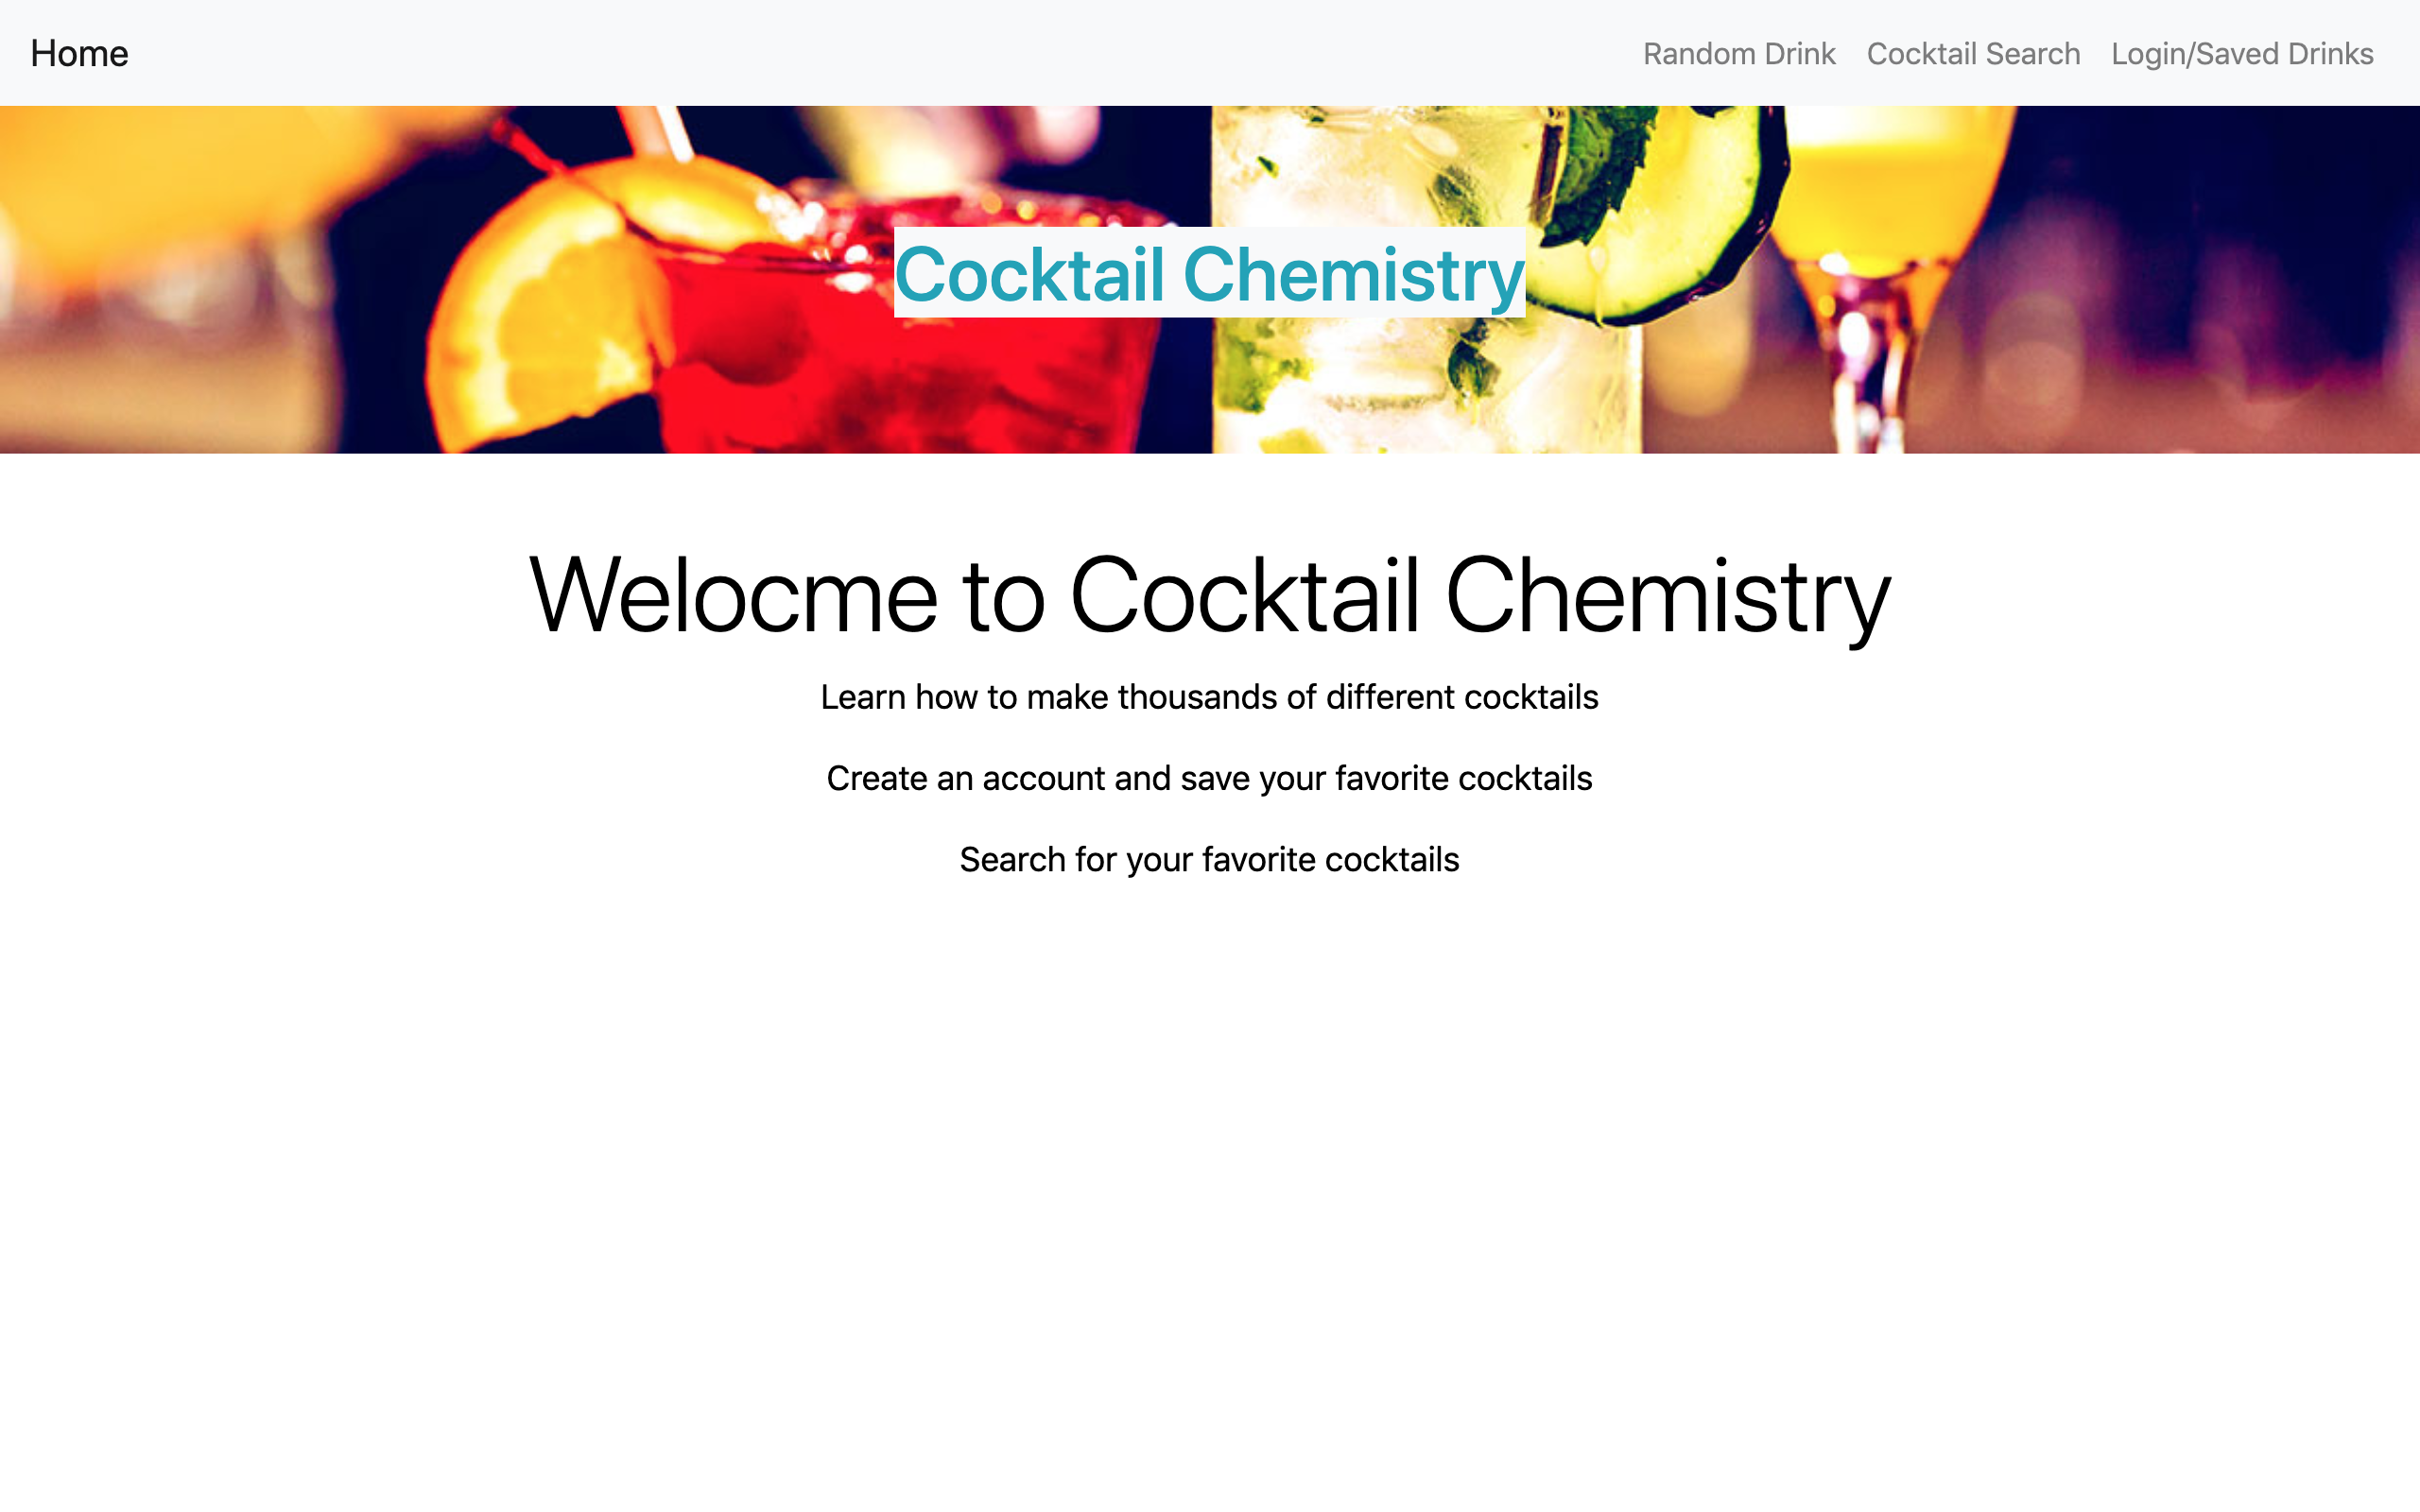 Home
Random Drink
Cocktail Search
Login/Saved Drinks
Cocktail Chemistry
Welocme to Cocktail Chemistry
Learn how to make thousands of different cocktails
Create an account and save your favorite cocktails
Search for your favorite cocktails